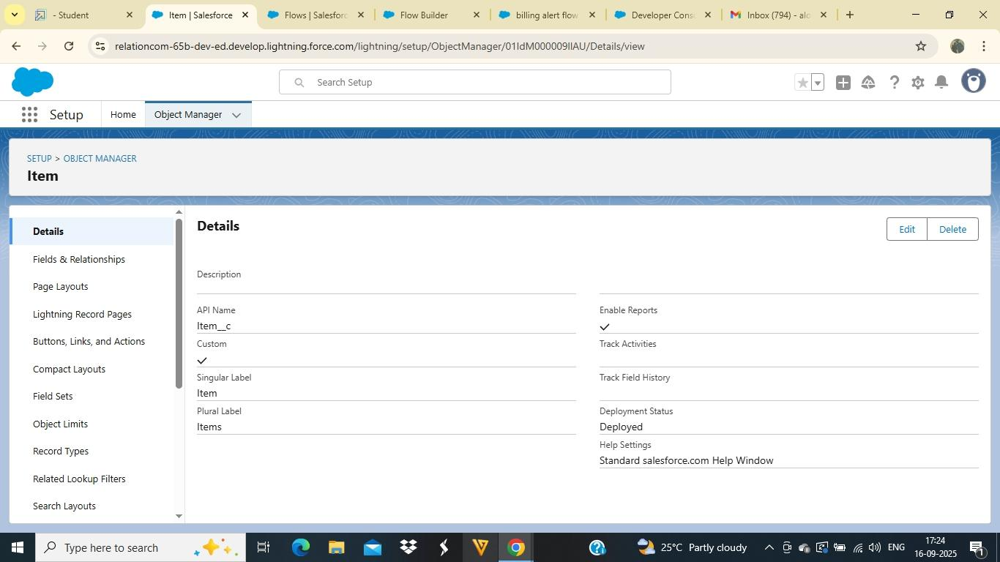 - Student
Item | Salesforce
Flows | Salesforc
Flow Builder
billing alert flow
Developer Cons
Inbox (794) - alo
relationcom-65b-dev-ed.develop.lightning.force.com/lightning/setup/ObjectManager/01IdM000009IIAU/Details/view
Search Setup
Setup
Home
Object Manager
SETUP > OBJECT MANAGER
Item
Details
Fields & Relationships
Page Layouts
Lightning Record Pages
Buttons, Links, and Actions
Compact Layouts
Field Sets
Object Limits
Record Types
Related Lookup Filters
Search Layouts
Details
Edit
Delete
Description
API Name
Item__c
Custom
Singular Label
Item
Plural Label
Items
Enable Reports
Track Activities
Track Field History
Deployment Status
Deployed
Help Settings
Standard salesforce.com Help Window
Type here to search
25°C Partly cloudy
ENG
17:24
16-09-2025
1